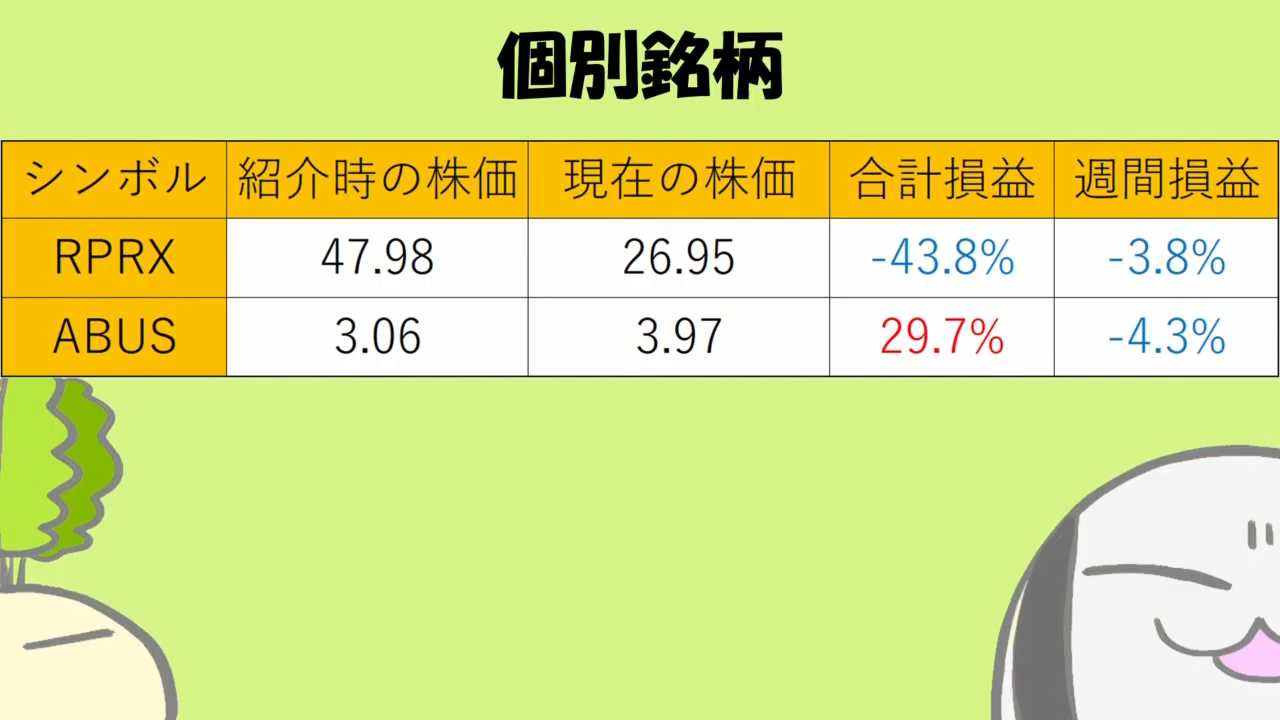 個別銘柄
シンボル 紹介時の株価 現在の株価 合計損益 週間損益
RPRX 47.98 26.95 -43.8% -3.8%
ABUS 3.06 3.97 29.7% -4.3%